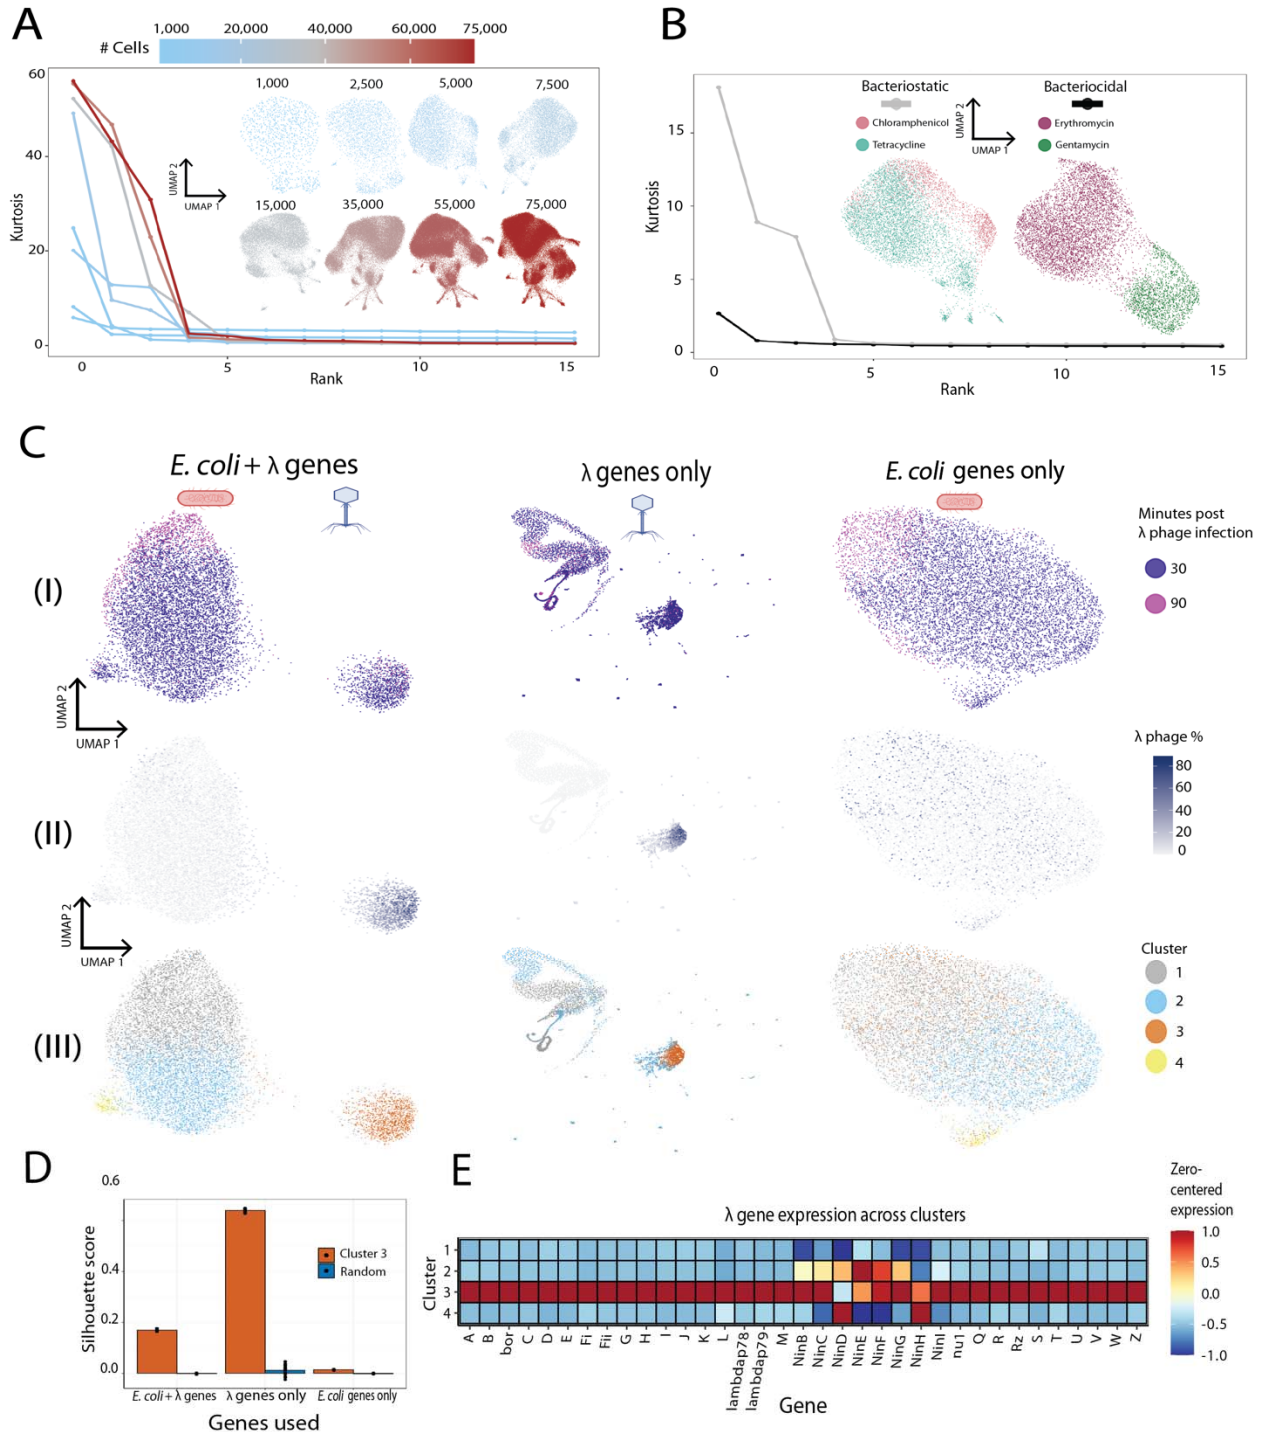 A
# Cells
1,000 20,000 40,000 60,000 75,000
60
40
20
0
Kurtosis
1,000 2,500 5,000 7,500
UMAP 2
UMAP 1
15,000 35,000 55,000 75,000
0 5 10 15
Rank
B
15
10
5
0
Kurtosis
Bacteriostatic
Chloramphenicol
Tetracycline
UMAP 2
UMAP 1
Bacteriocidal
Erythromycin
Gentamycin
0 5 10 15
Rank
C
E. coli + λ genes
λ genes only
E. coli genes only
(I)
UMAP 2
UMAP 1
Minutes post
λ phage infection
30
90
(II)
UMAP 2
UMAP 1
λ phage %
80
60
40
20
0
(III)
Cluster
1
2
3
4
D
Silhouette score
0.6
0.4
0.2
0.0
Cluster 3
Random
E. coli + λ genes λ genes only E. coli genes only
Genes used
E
λ gene expression across clusters
Cluster
1
2
3
4
A B bor C D E Fi Fii G H I J K L lambdap78 lambdap79 M NinB NinC NinD NinE NinF NinG NinH NinI nu1 Q R Rz S T U V W Z
Gene
Zero-
centered
expression
1.0
0.5
0.0
-0.5
-1.0